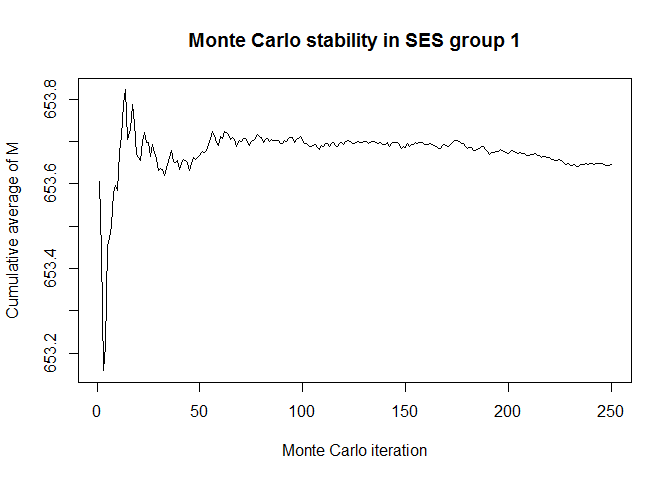 Monte Carlo stability in SES group 1
Cumulative average of M
653.8
653.6
653.4
653.2
0 50 100 150 200 250
Monte Carlo iteration